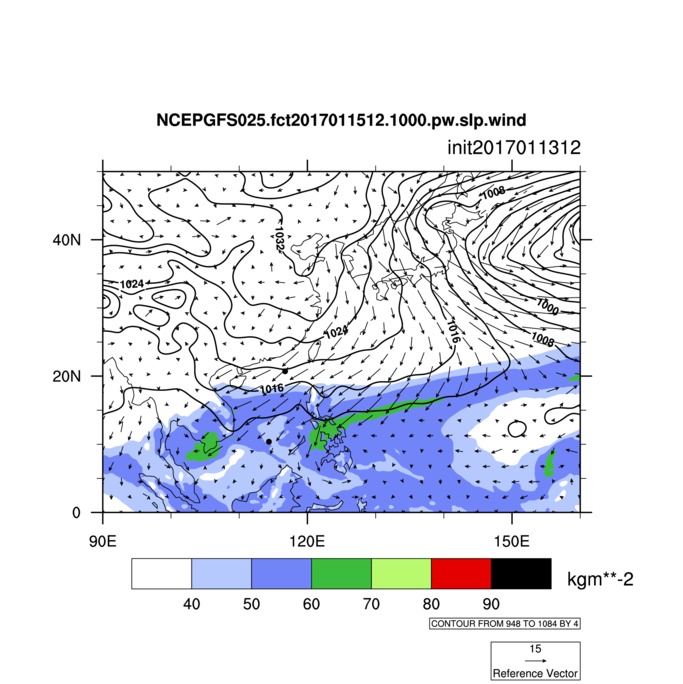 NCEPGFS025.fct2017011512.1000.pw.slp.wind
init2017011312
1008
40N
1032
1024
1000
1024
1016
1008
20N
1016
0
90E 120E 150E
40 50 60 70 80 90
kgm**-2
CONTOUR FROM 948 TO 1084 BY 4
15
Reference Vector